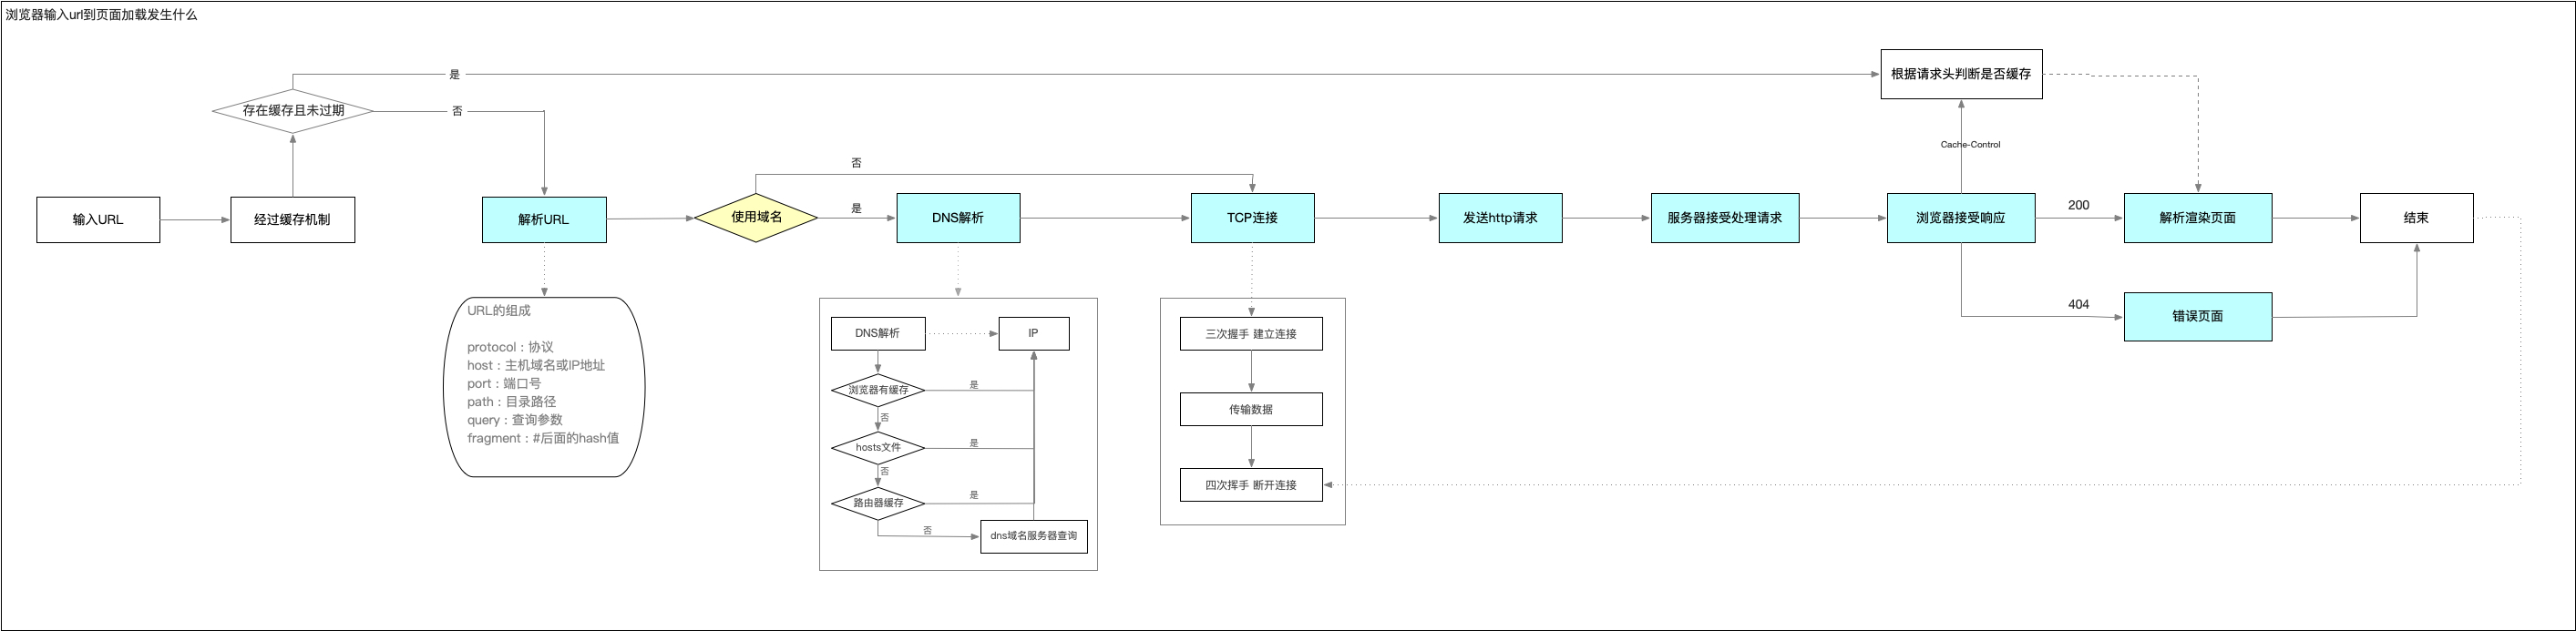 浏览器输入url到页面加载发生什么
是
根据请求头判断是否缓存
存在缓存且未过期
否
Cache-Control
否
输入URL
经过缓存机制
解析URL
使用域名
是
DNS解析
TCP连接
发送http请求
服务器接受处理请求
浏览器接受响应
200
解析渲染页面
结束
404
错误页面
URL的组成
protocol：协议
host：主机域名或IP地址
port：端口号
path：目录路径
query：查询参数
fragment：#后面的hash值
DNS解析
IP
浏览器有缓存
是
否
hosts文件
是
否
路由器缓存
是
否
dns域名服务器查询
三次握手 建立连接
传输数据
四次挥手 断开连接